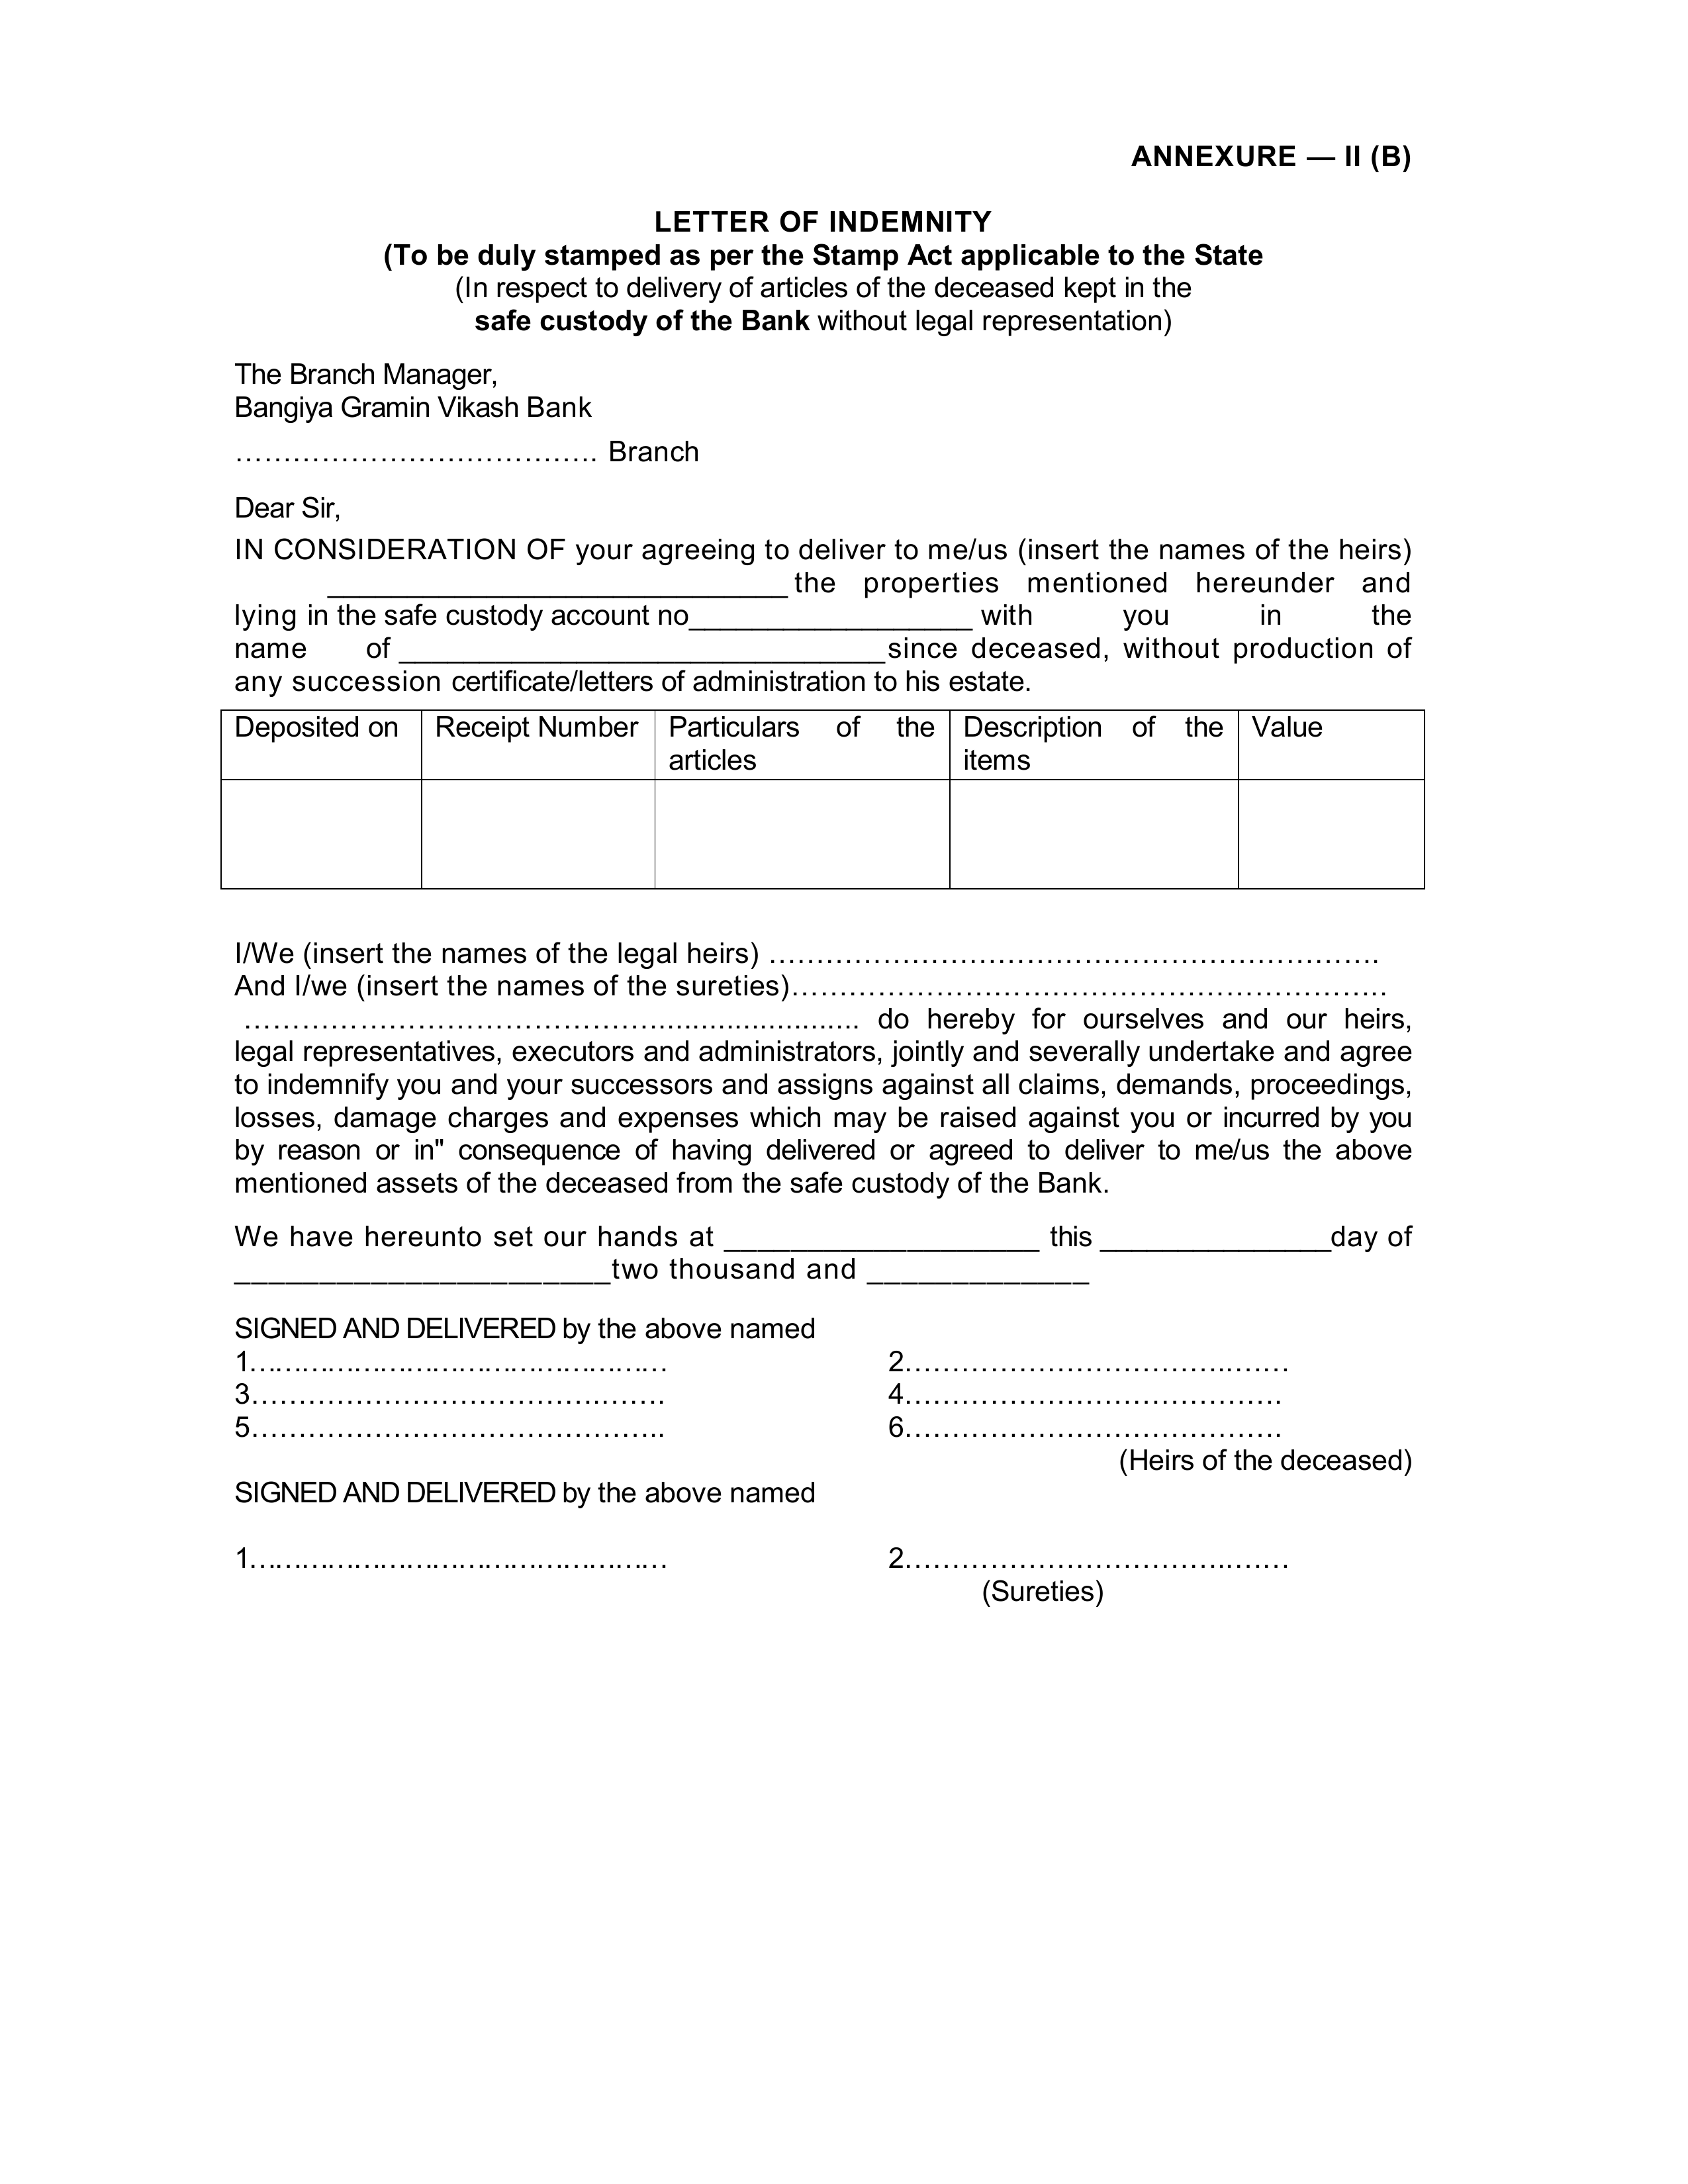 ANNEXURE — II (B)
LETTER OF INDEMNITY
(To be duly stamped as per the Stamp Act applicable to the State
(In respect to delivery of articles of the deceased kept in the
safe custody of the Bank without legal representation)
The Branch Manager,
Bangiya Gramin Vikash Bank
……………………………….. Branch
Dear Sir,
IN CONSIDERATION OF your agreeing to deliver to me/us (insert the names of the heirs)
______________________________ the properties mentioned hereunder and
lying in the safe custody account no__________________ with you in the
name of ________________________________since deceased, without production of
any succession certificate/letters of administration to his estate.
Deposited on Receipt Number Particulars of the articles Description of the items Value
I/We (insert the names of the legal heirs) ……………………………………………………….
And I/we (insert the names of the sureties)……………………………………………………..
……………………………………........................ do hereby for ourselves and our heirs,
legal representatives, executors and administrators, jointly and severally undertake and agree
to indemnify you and your successors and assigns against all claims, demands, proceedings,
losses, damage charges and expenses which may be raised against you or incurred by you
by reason or in" consequence of having delivered or agreed to deliver to me/us the above
mentioned assets of the deceased from the safe custody of the Bank.
We have hereunto set our hands at ___________________ this _______________day of
______________________two thousand and _____________
SIGNED AND DELIVERED by the above named
1…………………………………… 2…………………………….……
3……………………………….……. 4………………………………….
5…………………………………….. 6………………………………….
(Heirs of the deceased)
SIGNED AND DELIVERED by the above named
1…………………………………… 2…………………………….……
(Sureties)